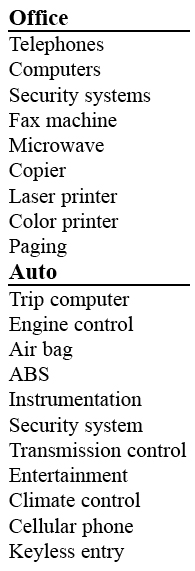 Office
Telephones
Computers
Security systems
Fax machine
Microwave
Copier
Laser printer
Color printer
Paging
Auto
Trip computer
Engine control
Air bag
ABS
Instrumentation
Security system
Transmission control
Entertainment
Climate control
Cellular phone
Keyless entry